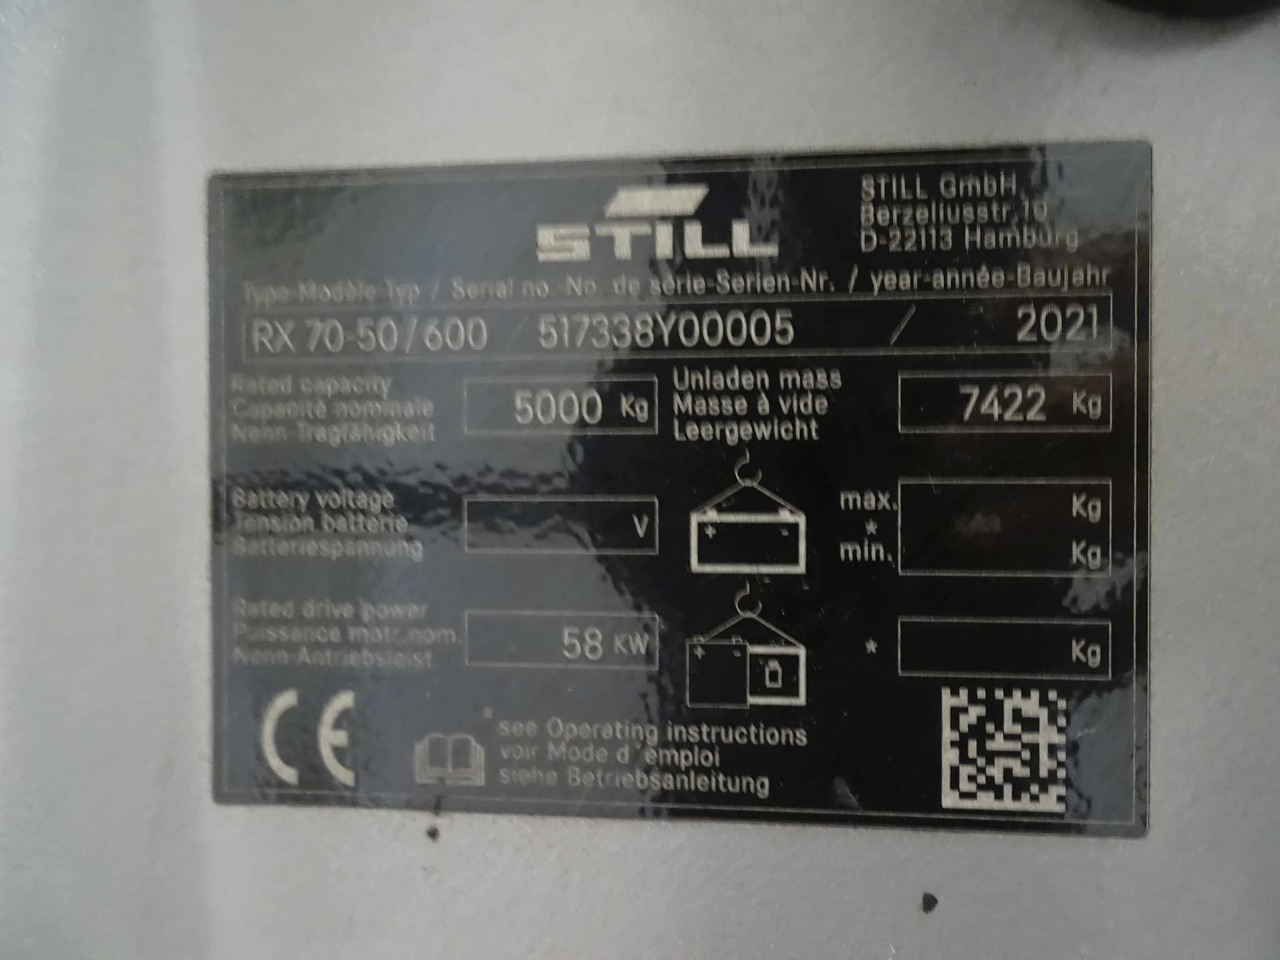 STILL
STILL GmbH
Berzeliusstr.10
D-22113 Hamburg
Type-Modèle-Typ / Serial no.-No. de série-Serien-Nr. / year-année-Baujahr
RX 70-50/600 / 517338Y00005 / 2021
Rated capacity
Capacité nominale
Nenn-Tragfähigkeit
5000 Kg
Unladen mass
Masse à vide
Leergewicht
7422 Kg
Battery voltage
Tension batterie
Batteriespannung
V
+ -
max. Kg
*
min. Kg
Rated drive power
Puissance motr.nom.
Nenn-Antriebsleist
58 KW
+ -
* Kg
CE
* see Operating instructions
voir Mode d'emploi
siehe Betriebsanleitung